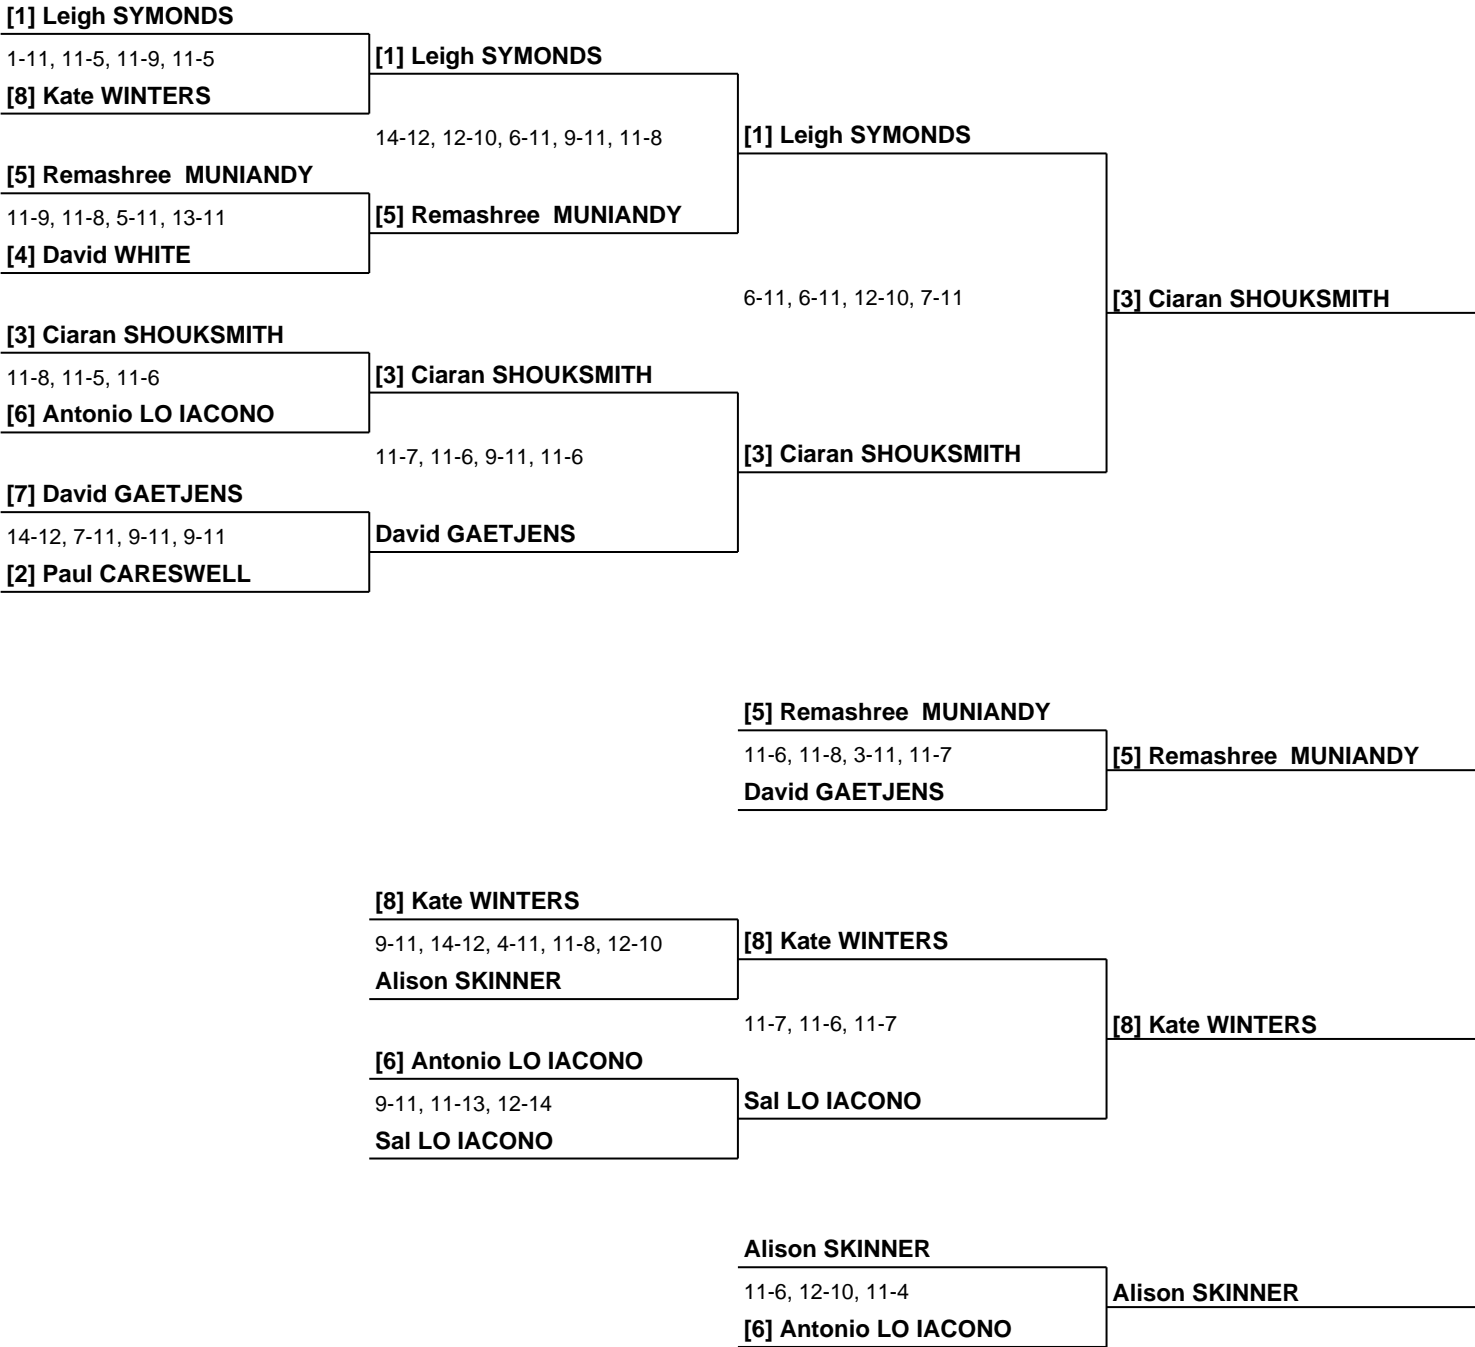 [1] Leigh SYMONDS
1-11, 11-5, 11-9, 11-5
[8] Kate WINTERS
[1] Leigh SYMONDS
14-12, 12-10, 6-11, 9-11, 11-8
[1] Leigh SYMONDS
[5] Remashree  MUNIANDY
11-9, 11-8, 5-11, 13-11
[4] David WHITE
[5] Remashree  MUNIANDY
6-11, 6-11, 12-10, 7-11
[3] Ciaran SHOUKSMITH
[3] Ciaran SHOUKSMITH
11-8, 11-5, 11-6
[6] Antonio LO IACONO
[3] Ciaran SHOUKSMITH
11-7, 11-6, 9-11, 11-6
[3] Ciaran SHOUKSMITH
[7] David GAETJENS
14-12, 7-11, 9-11, 9-11
[2] Paul CARESWELL
David GAETJENS
[5] Remashree  MUNIANDY
11-6, 11-8, 3-11, 11-7
David GAETJENS
[5] Remashree  MUNIANDY
[8] Kate WINTERS
9-11, 14-12, 4-11, 11-8, 12-10
Alison SKINNER
[8] Kate WINTERS
11-7, 11-6, 11-7
[8] Kate WINTERS
[6] Antonio LO IACONO
9-11, 11-13, 12-14
Sal LO IACONO
Sal LO IACONO
Alison SKINNER
11-6, 12-10, 11-4
[6] Antonio LO IACONO
Alison SKINNER